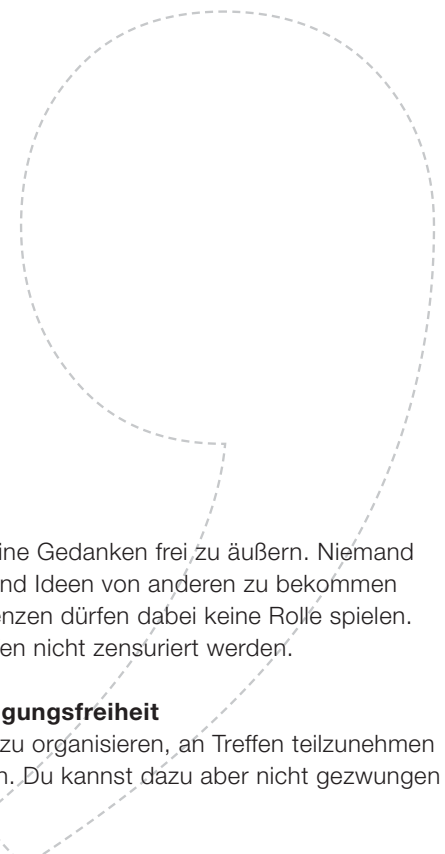 ine Gedanken frei zu äußern. Niemand
nd Ideen von anderen zu bekommen
enzen dürfen dabei keine Rolle spielen.
en nicht zensuriert werden.
gungsfreiheit
zu organisieren, an Treffen teilzunehmen
n. Du kannst dazu aber nicht gezwungen